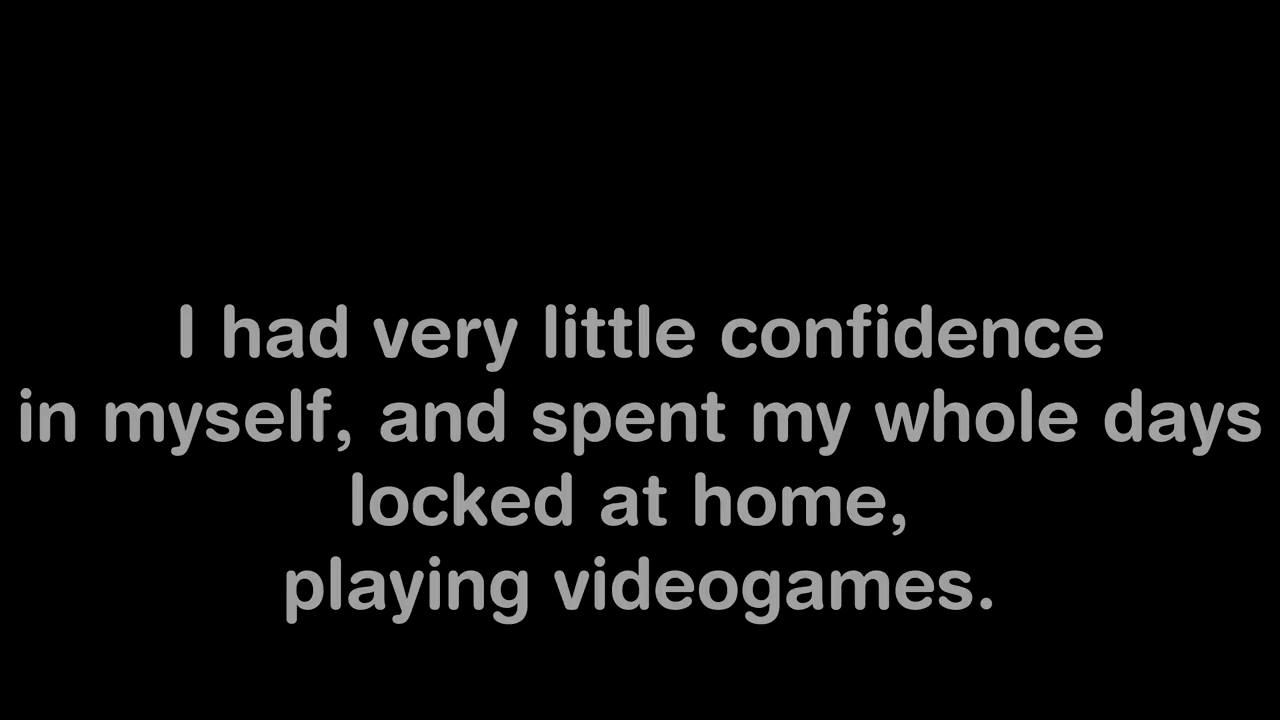 I had very little confidence
in myself, and spent my whole days
locked at home,
playing videogames.